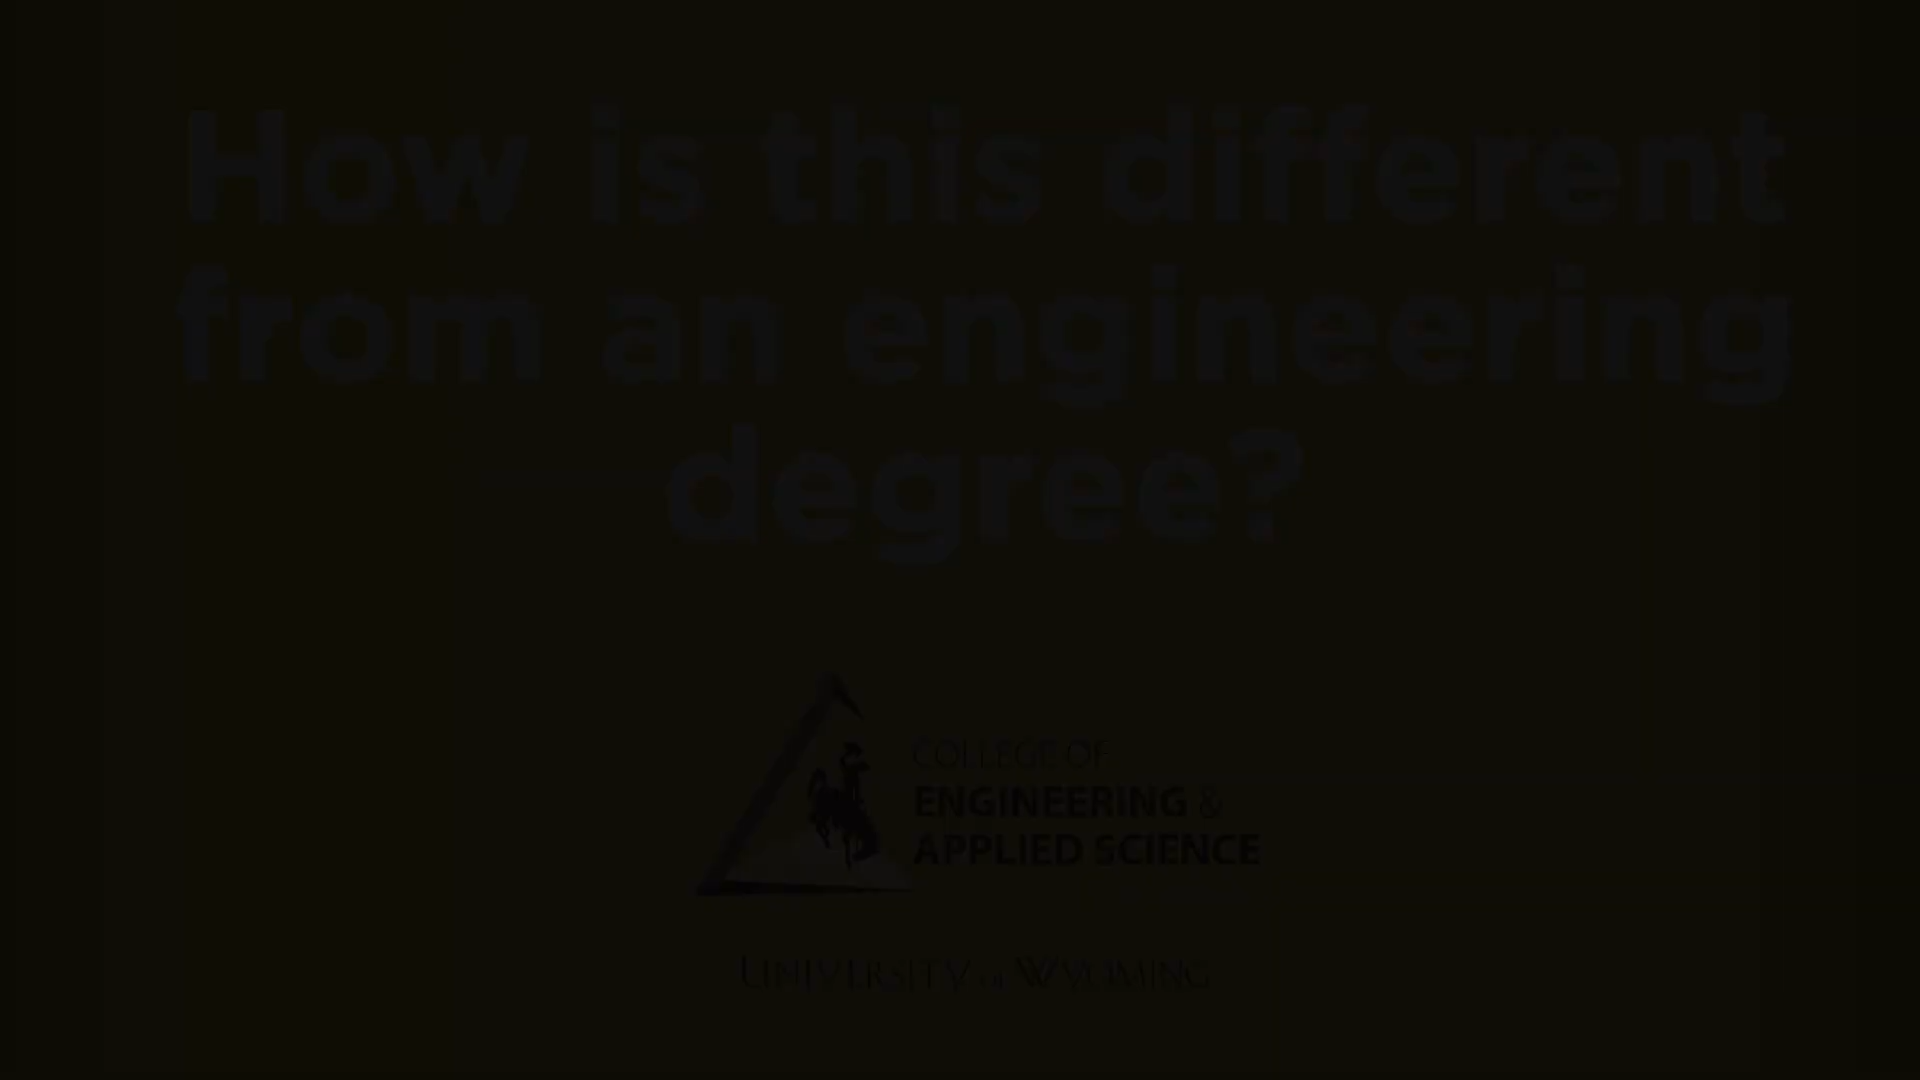 How is this different
from an engineering
degree?
COLLEGE OF
ENGINEERING &
APPLIED SCIENCE
UNIVERSITY OF WYOMING